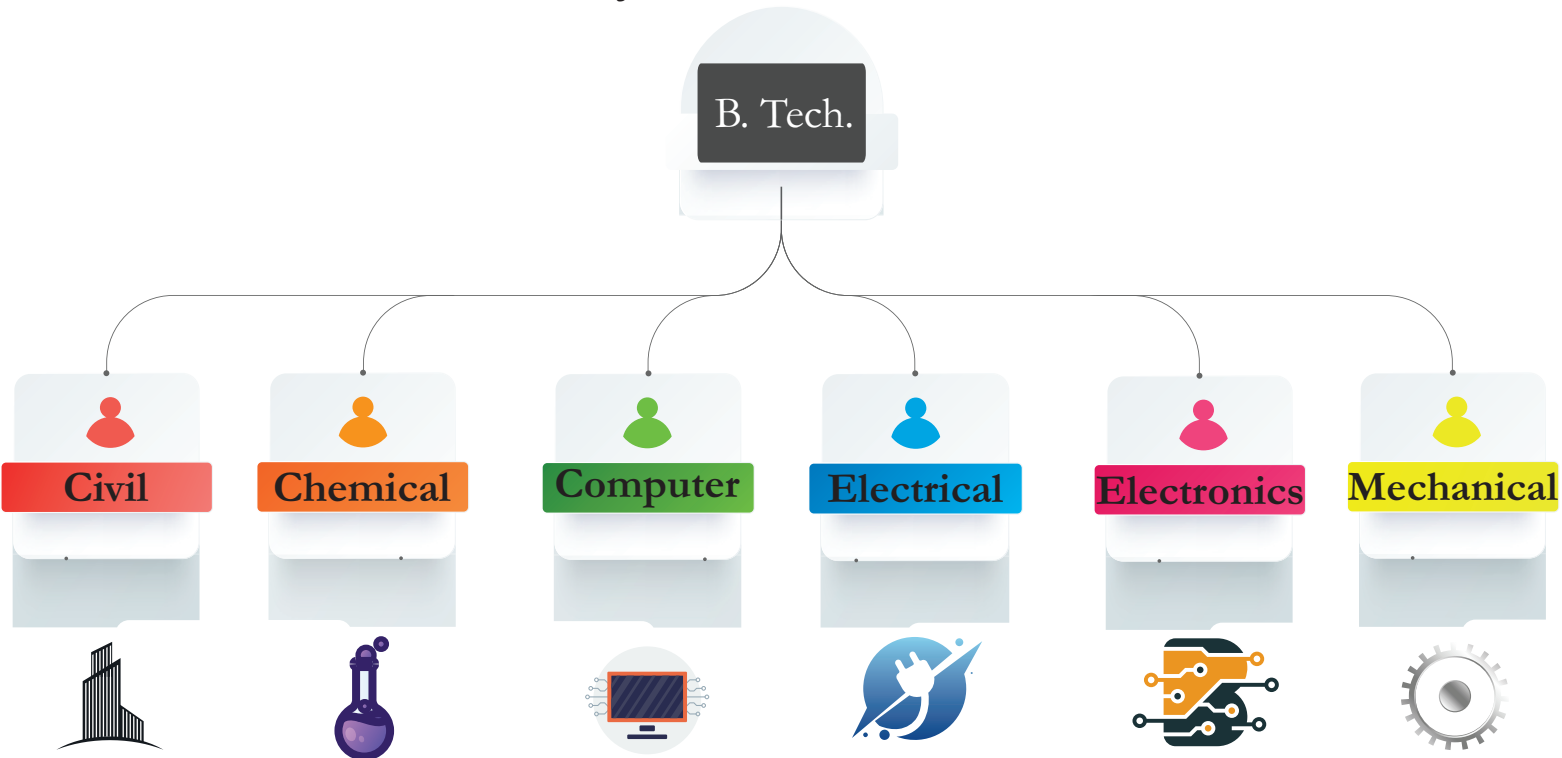 B. Tech.
Civil
Chemical
Computer
Electrical
Electronics
Mechanical